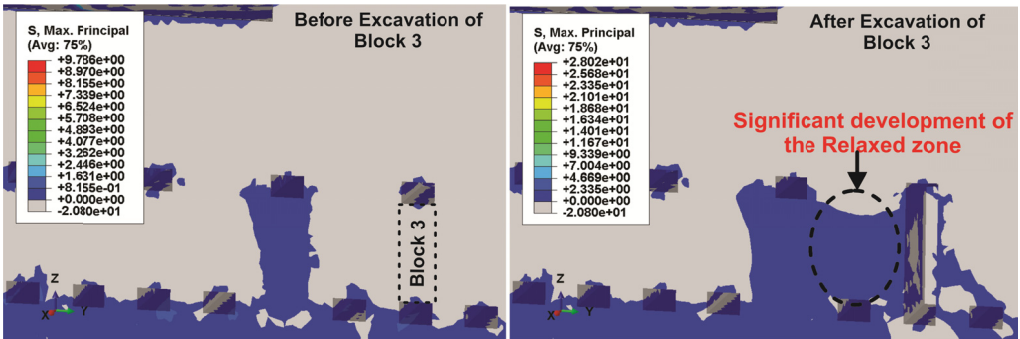 Before Excavation of
Block 3
S, Max. Principal
(Avg: 75%)
+9.786e+00
+8.970e+00
+8.155e+00
+7.339e+00
+6.524e+00
+5.708e+00
+4.893e+00
+4.077e+00
+3.262e+00
+2.446e+00
+1.631e+00
+8.155e-01
+0.000e+00
-2.080e+01
Block 3
Z
Y
X
After Excavation of
Block 3
S, Max. Principal
(Avg: 75%)
+2.802e+01
+2.568e+01
+2.335e+01
+2.101e+01
+1.868e+01
+1.634e+01
+1.401e+01
+1.167e+01
+9.339e+00
+7.004e+00
+4.669e+00
+2.335e+00
+0.000e+00
-2.080e+01
Significant development of
the Relaxed zone
Z
Y
X